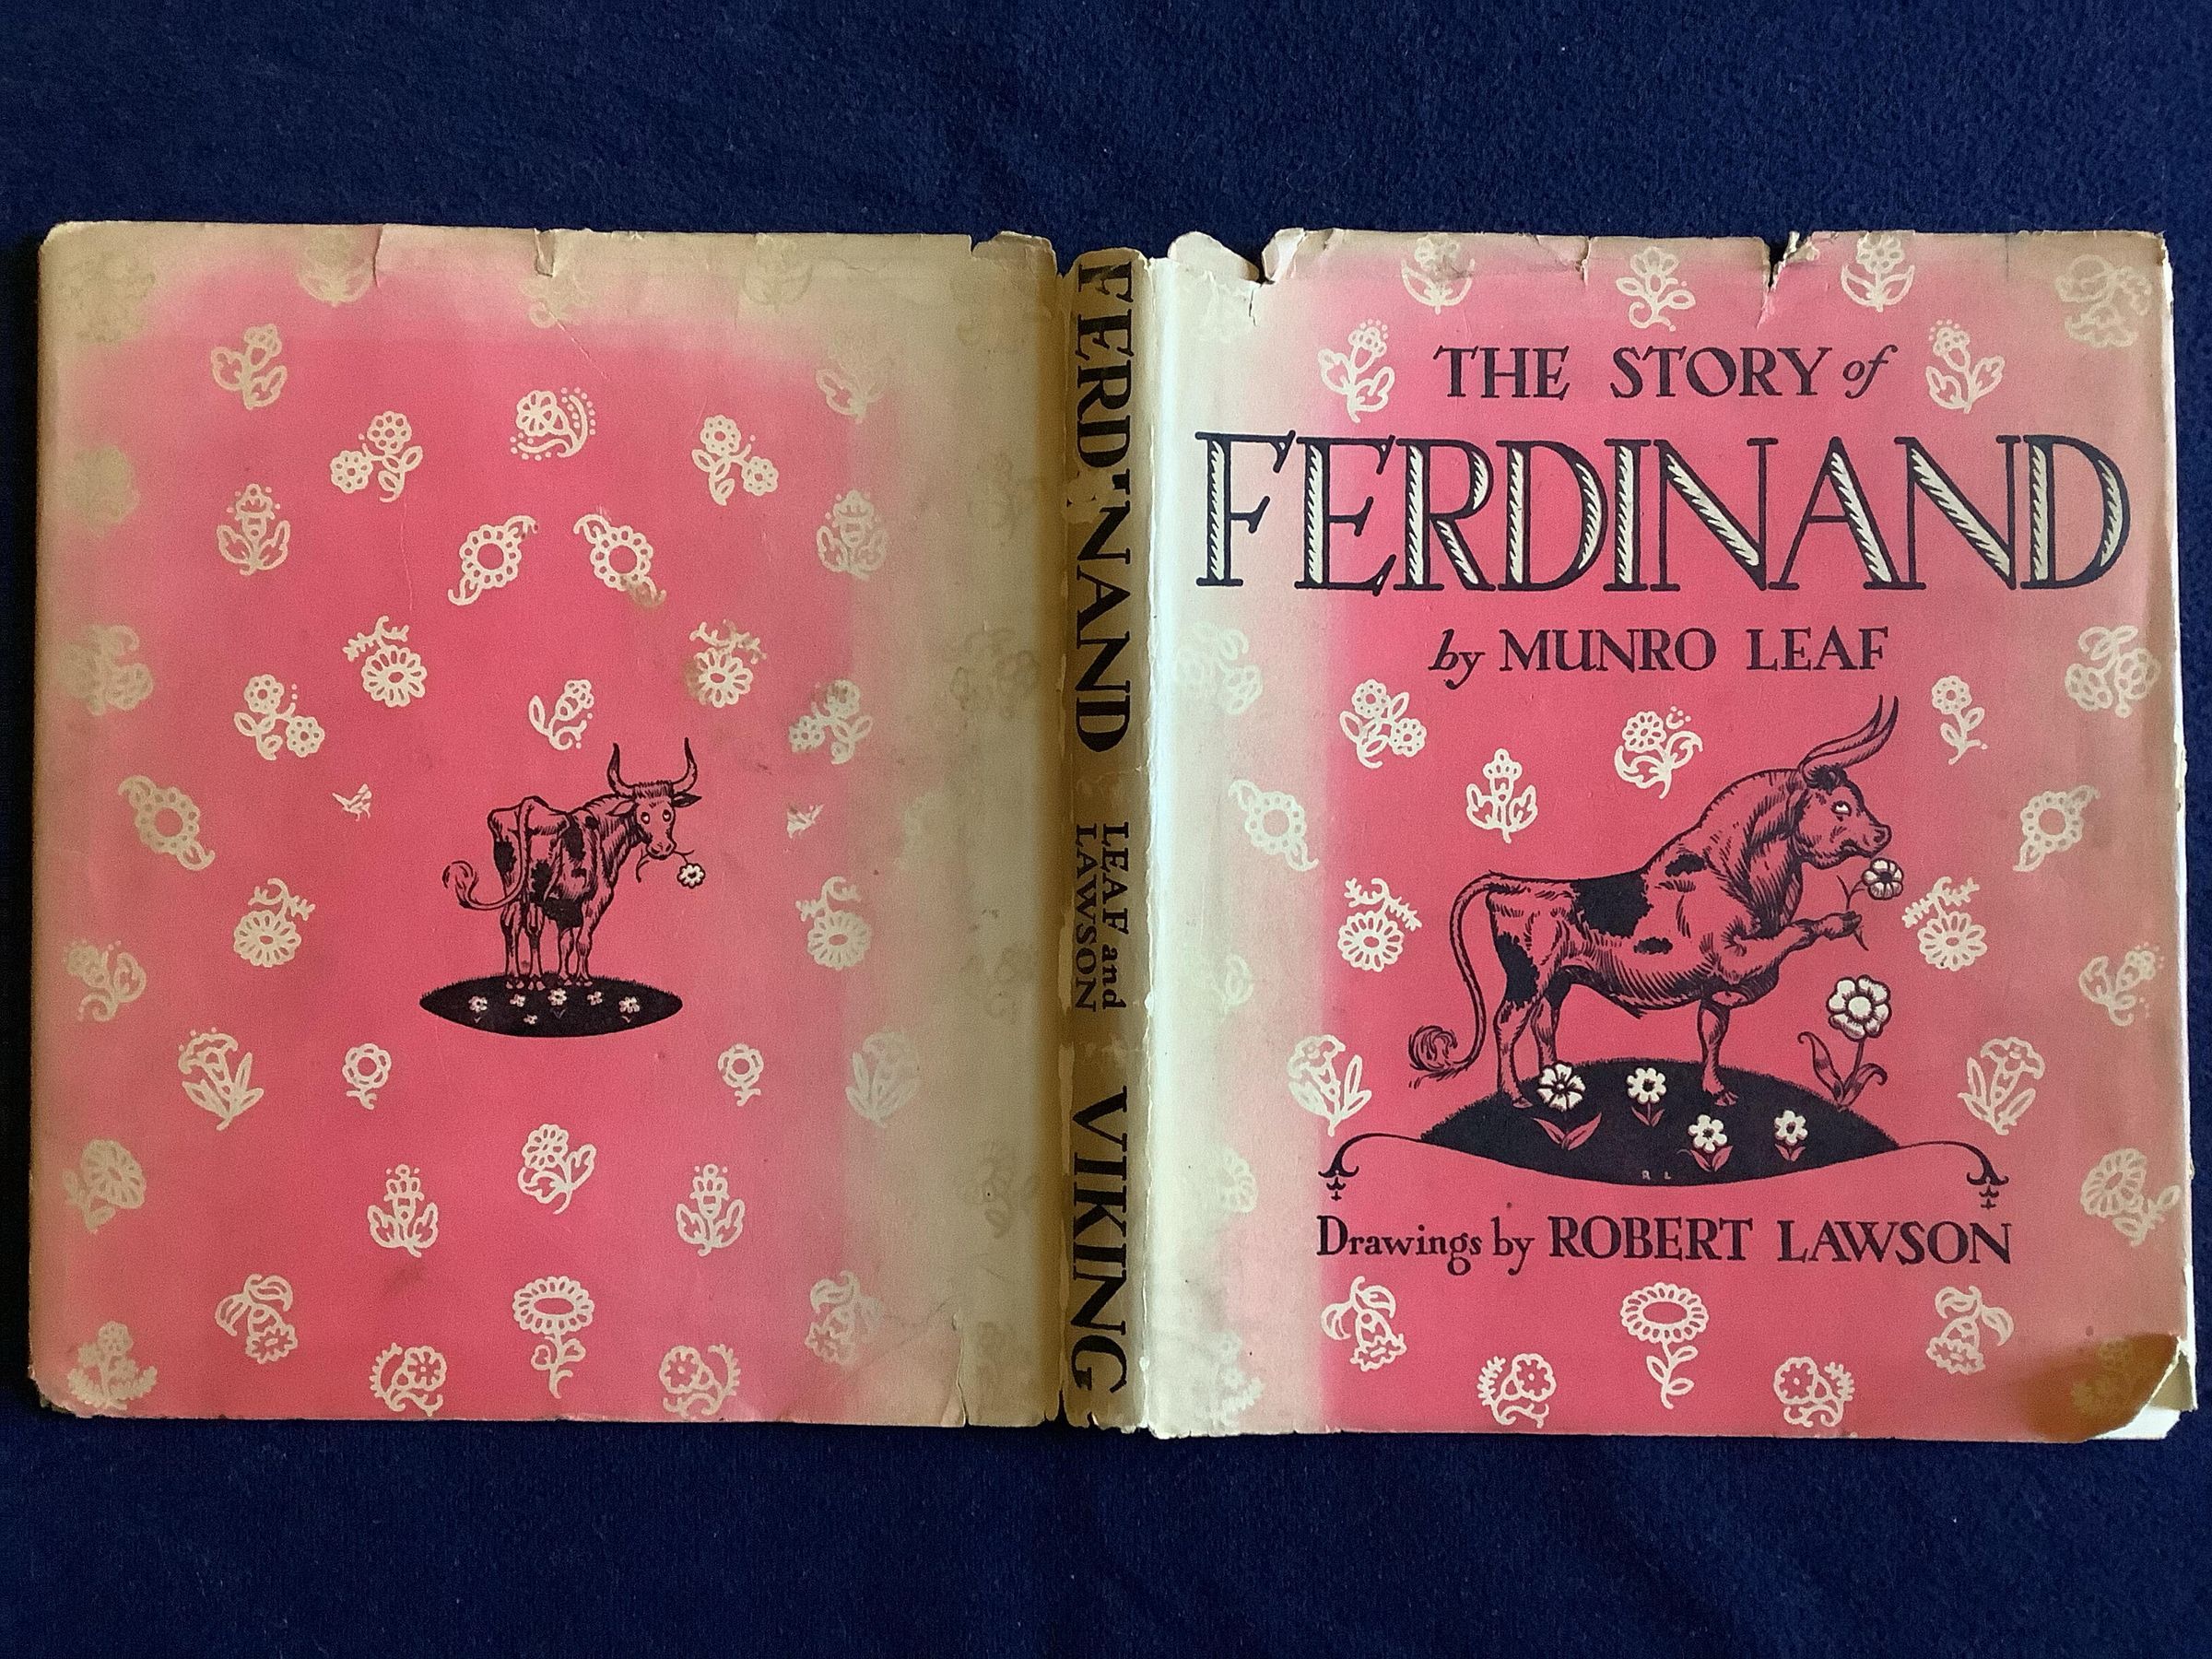 THE STORY of
FERDINAND
by MUNRO LEAF
R L
Drawings by ROBERT LAWSON
FERDINAND
LEAF and
LAWSON
VIKING